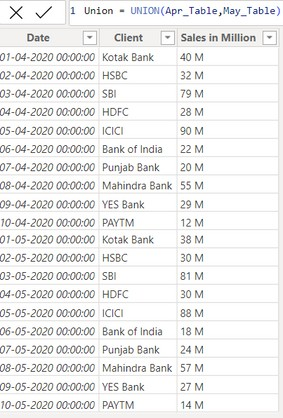 1 Union = UNION(Apr_Table,May_Table)
Date Client Sales in Million
01-04-2020 00:00:00 Kotak Bank 40 M
02-04-2020 00:00:00 HSBC 32 M
03-04-2020 00:00:00 SBI 79 M
04-04-2020 00:00:00 HDFC 28 M
05-04-2020 00:00:00 ICICI 90 M
06-04-2020 00:00:00 Bank of India 22 M
07-04-2020 00:00:00 Punjab Bank 20 M
08-04-2020 00:00:00 Mahindra Bank 55 M
09-04-2020 00:00:00 YES Bank 29 M
10-04-2020 00:00:00 PAYTM 12 M
01-05-2020 00:00:00 Kotak Bank 38 M
02-05-2020 00:00:00 HSBC 30 M
03-05-2020 00:00:00 SBI 81 M
04-05-2020 00:00:00 HDFC 30 M
05-05-2020 00:00:00 ICICI 88 M
06-05-2020 00:00:00 Bank of India 18 M
07-05-2020 00:00:00 Punjab Bank 24 M
08-05-2020 00:00:00 Mahindra Bank 57 M
09-05-2020 00:00:00 YES Bank 27 M
10-05-2020 00:00:00 PAYTM 14 M